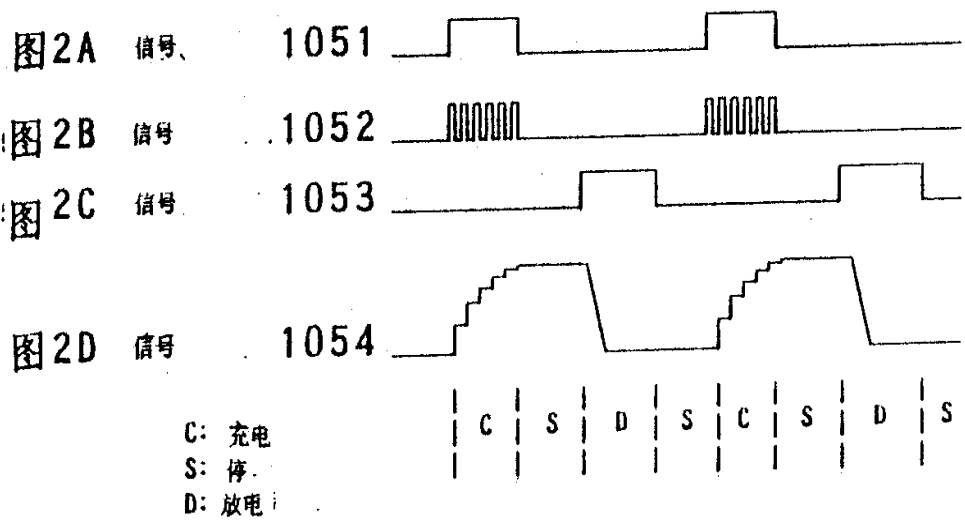 图2A 信号、 1051
图2B 信号 1052
图2C 信号 1053
图2D 信号 1054
C S D S C S D S
C: 充电
S: 停
D: 放电